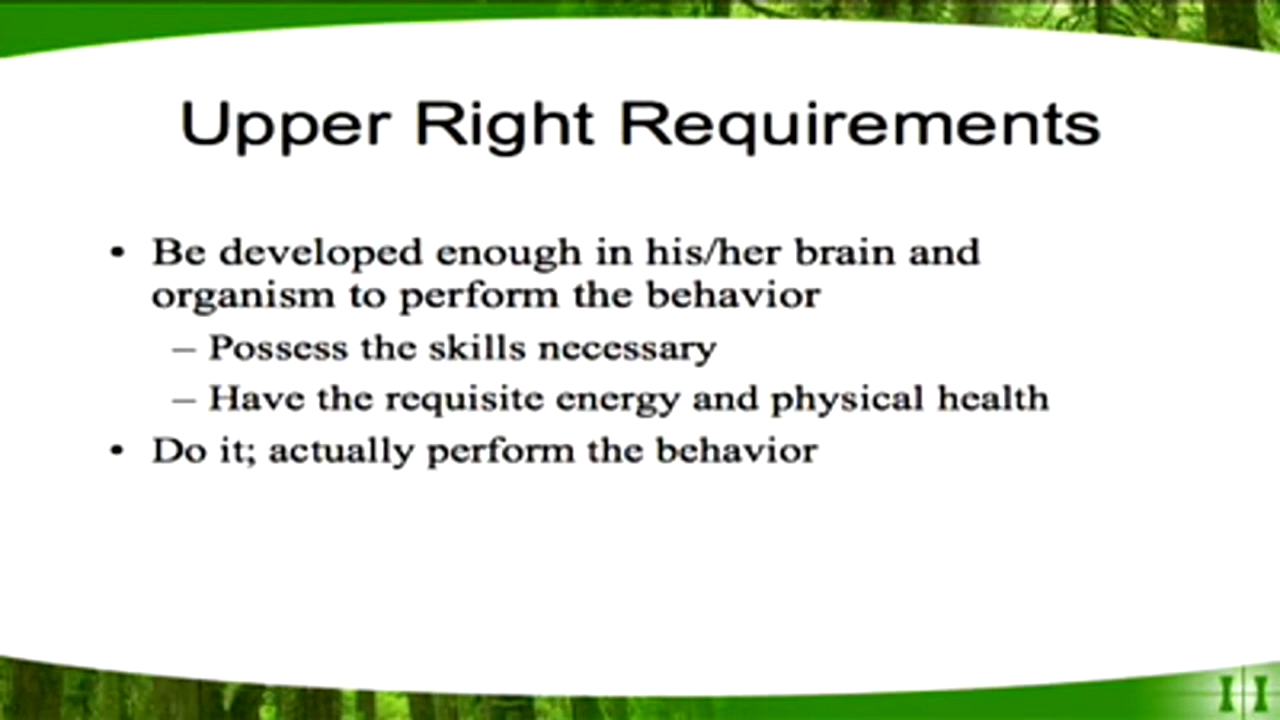 Upper Right Requirements
• Be developed enough in his/her brain and
organism to perform the behavior
– Possess the skills necessary
– Have the requisite energy and physical health
• Do it; actually perform the behavior